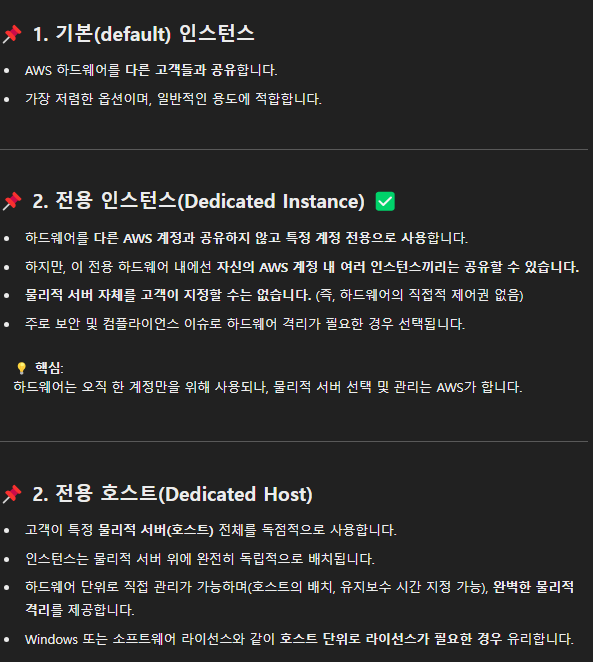 📌 1. 기본(default) 인스턴스
• AWS 하드웨어를 다른 고객들과 공유합니다.
• 가장 저렴한 옵션이며, 일반적인 용도에 적합합니다.
📌 2. 전용 인스턴스(Dedicated Instance) ✅
• 하드웨어를 다른 AWS 계정과 공유하지 않고 특정 계정 전용으로 사용합니다.
• 하지만, 이 전용 하드웨어 내에선 자신의 AWS 계정 내 여러 인스턴스끼리는 공유할 수 있습니다.
• 물리적 서버 자체를 고객이 지정할 수는 없습니다. (즉, 하드웨어의 직접적 제어권 없음)
• 주로 보안 및 컴플라이언스 이슈로 하드웨어 격리가 필요한 경우 선택됩니다.
💡 핵심:
하드웨어는 오직 한 계정만을 위해 사용되나, 물리적 서버 선택 및 관리는 AWS가 합니다.
📌 2. 전용 호스트(Dedicated Host)
• 고객이 특정 물리적 서버(호스트) 전체를 독점적으로 사용합니다.
• 인스턴스는 물리적 서버 위에 완전히 독립적으로 배치됩니다.
• 하드웨어 단위로 직접 관리가 가능하며(호스트의 배치, 유지보수 시간 지정 가능), 완벽한 물리적
격리를 제공합니다.
• Windows 또는 소프트웨어 라이선스와 같이 호스트 단위로 라이선스가 필요한 경우 유리합니다.